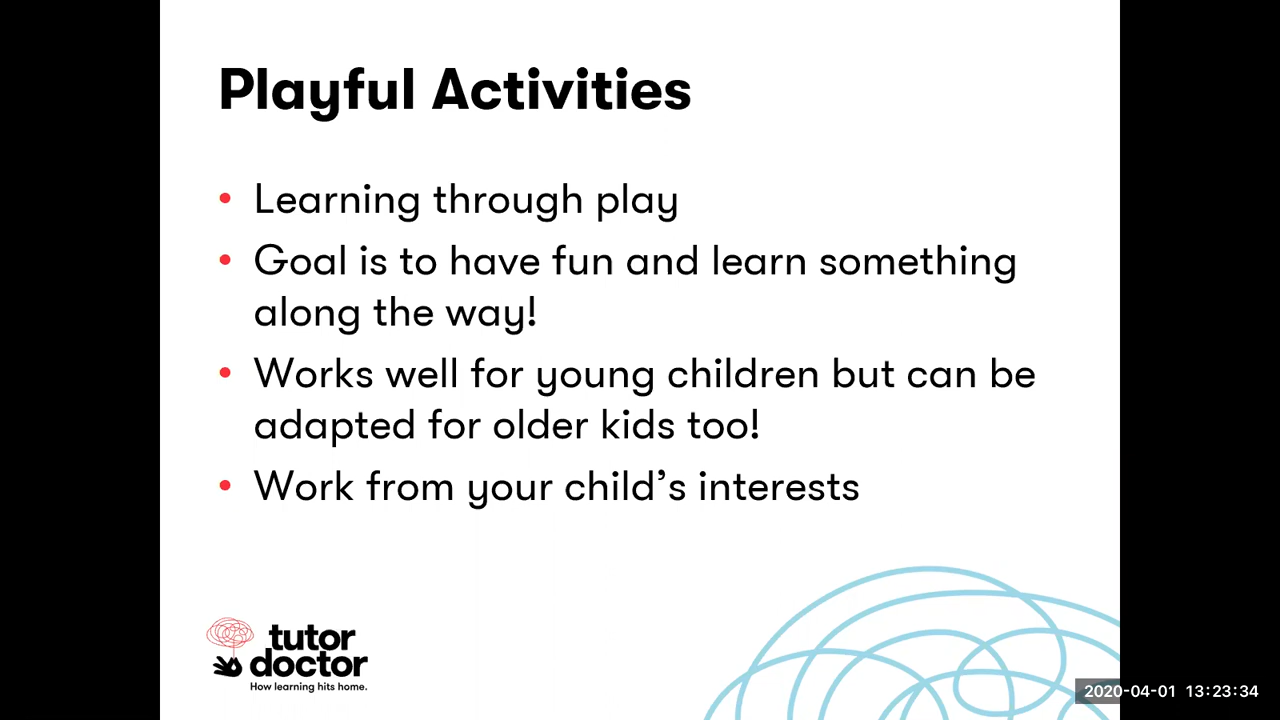 Playful Activities
• Learning through play
• Goal is to have fun and learn something
along the way!
• Works well for young children but can be
adapted for older kids too!
• Work from your child’s interests
tutor
doctor
How learning hits home.
2020-04-01 13:23:34